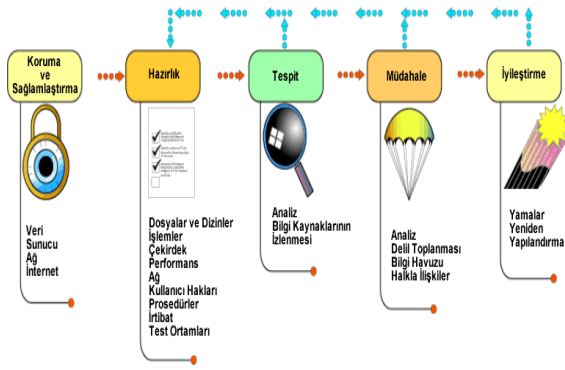 Koruma
ve
Sağlamlaştırma
Hazırlık
Tespit
Müdahale
İyileştirme
Veri
Sunucu
Ağ
İnternet
Dosyalar ve Dizinler
İşlemler
Çekirdek
Performans
Ağ
Kullanıcı Hakları
Prosedürler
İrtibat
Test Ortamları
Analiz
Bilgi Kaynaklarının
İzlenmesi
Analiz
Delil Toplanması
Bilgi Havuzu
Halkla İlişkiler
Yamalar
Yeniden
Yapılandırma